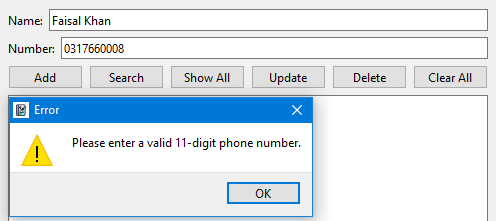 Name: Faisal Khan
Number: 0317660008
Add Search Show All Update Delete Clear All
Error
Please enter a valid 11-digit phone number.
OK